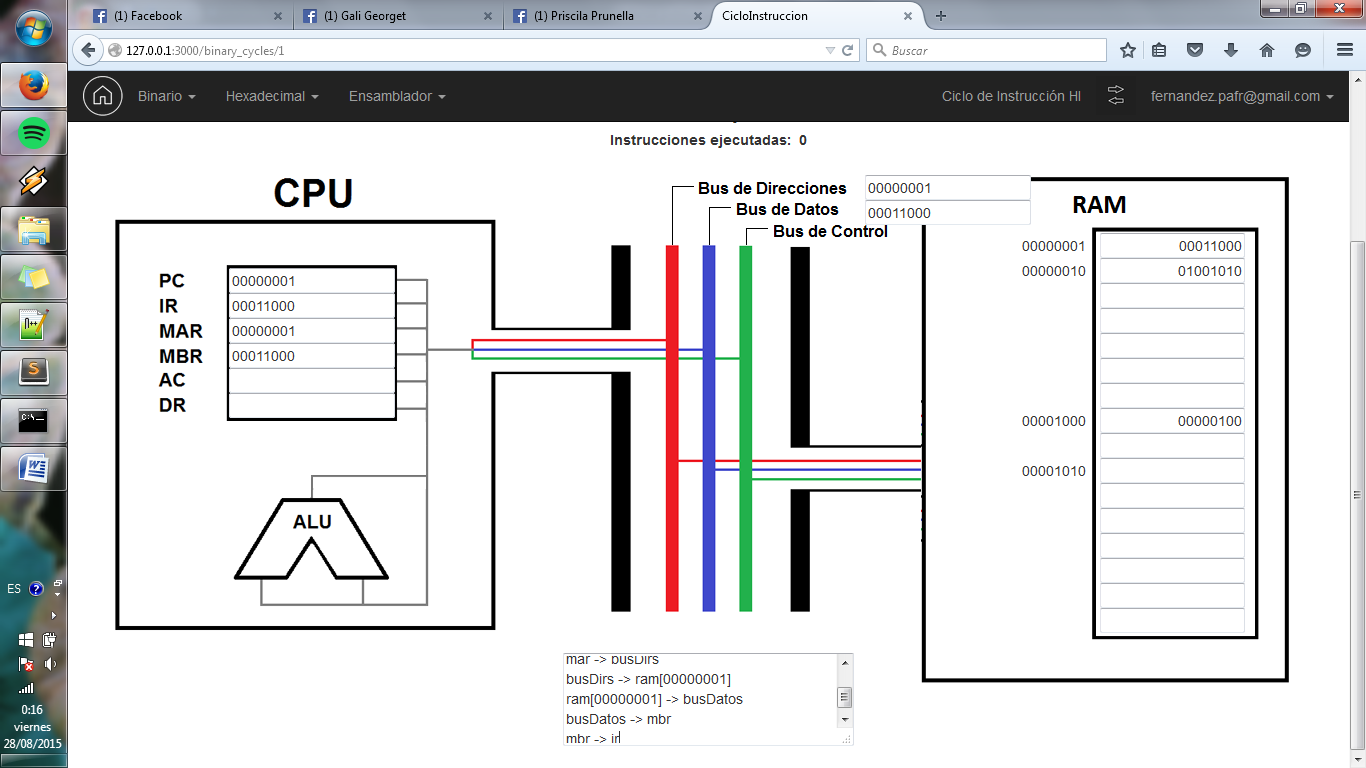 (1) Facebook
(1) Gali Georget
(1) Priscila Prunella
CicloInstruccion
127.0.0.1:3000/binary_cycles/1
Buscar
Binario
Hexadecimal
Ensamblador
Ciclo de Instrucción HI
fernandez.pafr@gmail.com
Instrucciones ejecutadas: 0
CPU
PC 00000001
IR 00011000
MAR 00000001
MBR 00011000
AC
DR
ALU
Bus de Direcciones 00000001
Bus de Datos 00011000
Bus de Control
RAM
00000001 00011000
00000010 01001010
00001000 00000100
00001010
mar -> busDirs
busDirs -> ram[00000001]
ram[00000001] -> busDatos
busDatos -> mbr
mbr -> ir
ES
0:16
viernes
28/08/2015